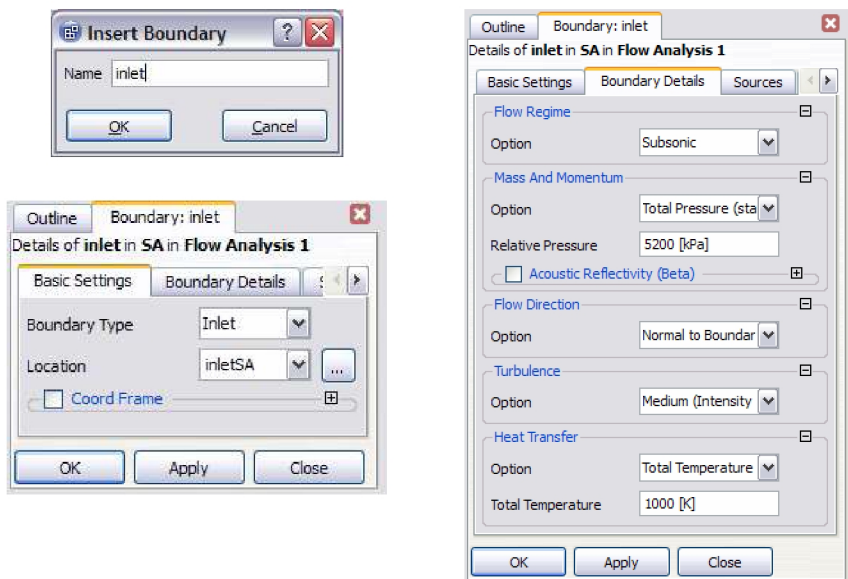 Insert Boundary
Name inlet
OK Cancel
Outline Boundary: inlet
Details of inlet in SA in Flow Analysis 1
Basic Settings Boundary Details
Boundary Type Inlet
Location inletSA ...
Coord Frame
OK Apply Close
Outline Boundary: inlet
Details of inlet in SA in Flow Analysis 1
Basic Settings Boundary Details Sources
Flow Regime
Option Subsonic
Mass And Momentum
Option Total Pressure (sta
Relative Pressure 5200 [kPa]
Acoustic Reflectivity (Beta)
Flow Direction
Option Normal to Boundar
Turbulence
Option Medium (Intensity
Heat Transfer
Option Total Temperature
Total Temperature 1000 [K]
OK Apply Close